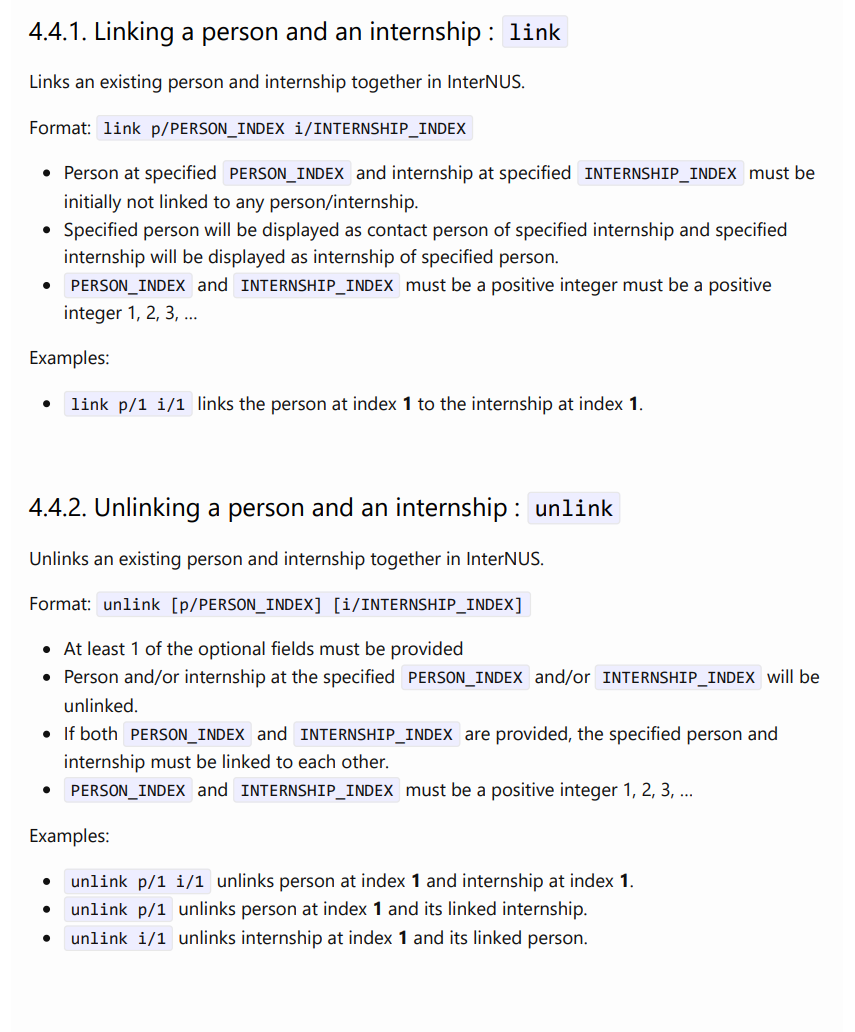 4.4.1. Linking a person and an internship : link
Links an existing person and internship together in InterNUS.
Format: link p/PERSON_INDEX i/INTERNSHIP_INDEX
• Person at specified PERSON_INDEX and internship at specified INTERNSHIP_INDEX must be
initially not linked to any person/internship.
• Specified person will be displayed as contact person of specified internship and specified
internship will be displayed as internship of specified person.
• PERSON_INDEX and INTERNSHIP_INDEX must be a positive integer must be a positive
integer 1, 2, 3, …
Examples:
• link p/1 i/1 links the person at index 1 to the internship at index 1.
4.4.2. Unlinking a person and an internship : unlink
Unlinks an existing person and internship together in InterNUS.
Format: unlink [p/PERSON_INDEX] [i/INTERNSHIP_INDEX]
• At least 1 of the optional fields must be provided
• Person and/or internship at the specified PERSON_INDEX and/or INTERNSHIP_INDEX will be
unlinked.
• If both PERSON_INDEX and INTERNSHIP_INDEX are provided, the specified person and
internship must be linked to each other.
• PERSON_INDEX and INTERNSHIP_INDEX must be a positive integer 1, 2, 3, …
Examples:
• unlink p/1 i/1 unlinks person at index 1 and internship at index 1.
• unlink p/1 unlinks person at index 1 and its linked internship.
• unlink i/1 unlinks internship at index 1 and its linked person.